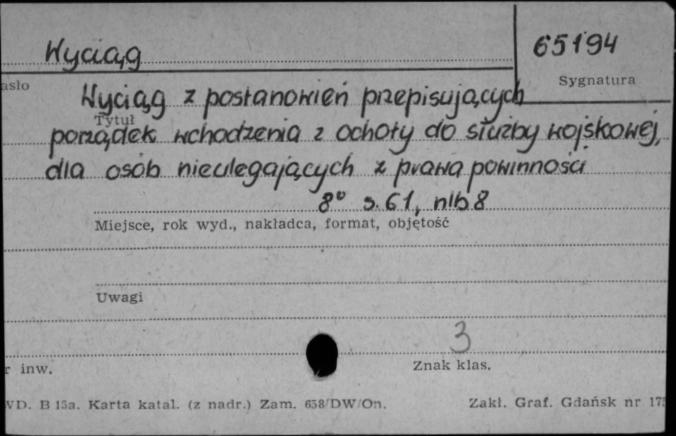 Wyciąg
65194
asło
Sygnatura
Wyciąg z postanowień przepisujących
Tytuł
porządek wchodzenia z ochoty do służby wojskowej,
dla osób nieulegających z prawa powinności
8° s. 61, nlb 8
Miejsce, rok wyd., nakładca, format, objętość
Uwagi
3
r inw.
Znak klas.
WD. B 15a. Karta katal. (z nadr.) Zam. 658/DW/On.
Zakł. Graf. Gdańsk nr 175